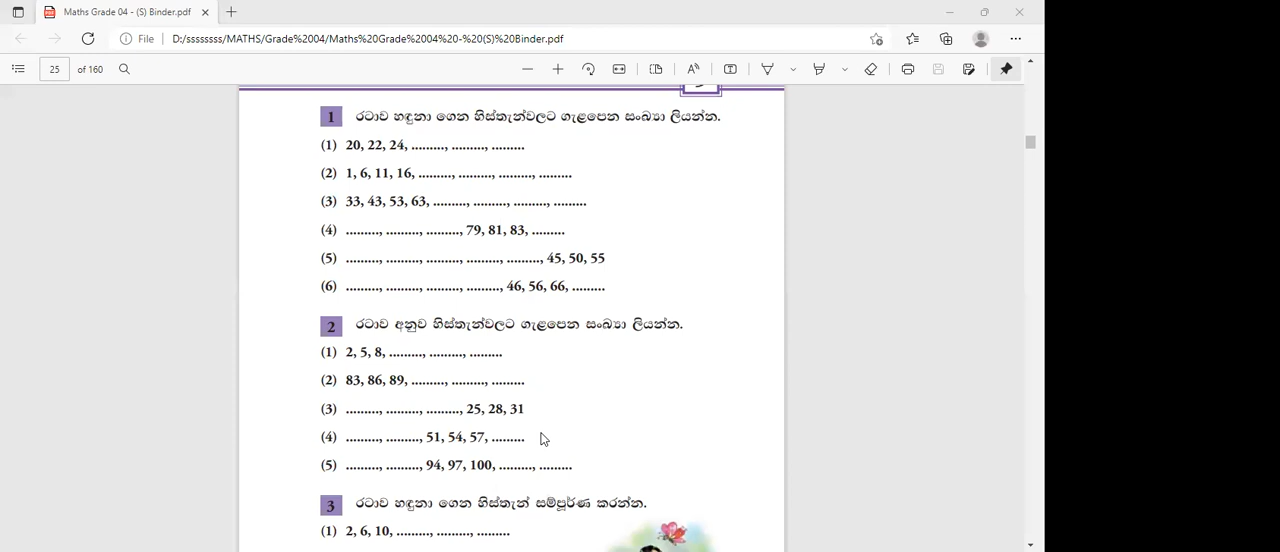 Maths Grade 04 - (S) Binder.pdf
File D:/ssssssss/MATHS/Grade%2004/Maths%20Grade%2004%20-%20(S)%20Binder.pdf
25 of 160
1 රටාව හඳුනා ගෙන හිස්තැන්වලට ගැළපෙන සංඛ්‍යා ලියන්න.
(1) 20, 22, 24, ........., ........., .........
(2) 1, 6, 11, 16, ........., ........., ........., .........
(3) 33, 43, 53, 63, ........., ........., ........., .........
(4) ........., ........., ........., 79, 81, 83, .........
(5) ........., ........., ........., ........., ........., 45, 50, 55
(6) ........., ........., ........., ........., 46, 56, 66, .........
2 රටාව අනුව හිස්තැන්වලට ගැළපෙන සංඛ්‍යා ලියන්න.
(1) 2, 5, 8, ........., ........., .........
(2) 83, 86, 89, ........., ........., .........
(3) ........., ........., ........., 25, 28, 31
(4) ........., ........., 51, 54, 57, .........
(5) ........., ........., 94, 97, 100, ........., .........
3 රටාව හඳුනා ගෙන හිස්තැන් සම්පූර්ණ කරන්න.
(1) 2, 6, 10, ........., ........., .........